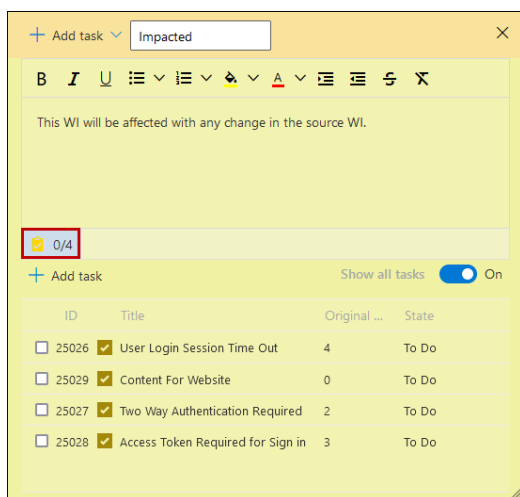 Add task Impacted
B I U A S
This WI will be affected with any change in the source WI.
0/4
Add task Show all tasks On
ID Title Original ... State
25026 User Login Session Time Out 4 To Do
25029 Content For Website 0 To Do
25027 Two Way Authentication Required 2 To Do
25028 Access Token Required for Sign in 3 To Do